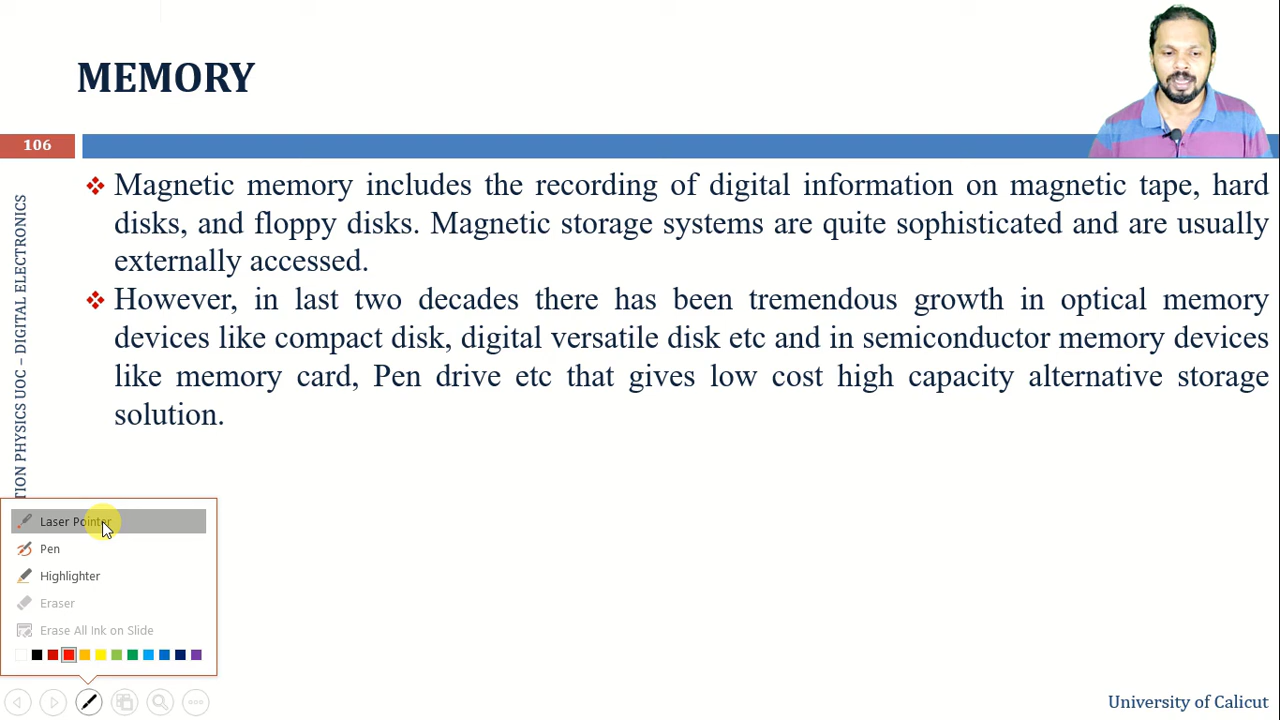 MEMORY
106
Magnetic memory includes the recording of digital information on magnetic tape, hard
disks, and floppy disks. Magnetic storage systems are quite sophisticated and are usually
externally accessed.
However, in last two decades there has been tremendous growth in optical memory
devices like compact disk, digital versatile disk etc and in semiconductor memory devices
like memory card, Pen drive etc that gives low cost high capacity alternative storage
solution.
PHYSICS UOC – DIGITAL ELECTRONICS
Laser Pointer
Pen
Highlighter
Eraser
Erase All Ink on Slide
University of Calicut